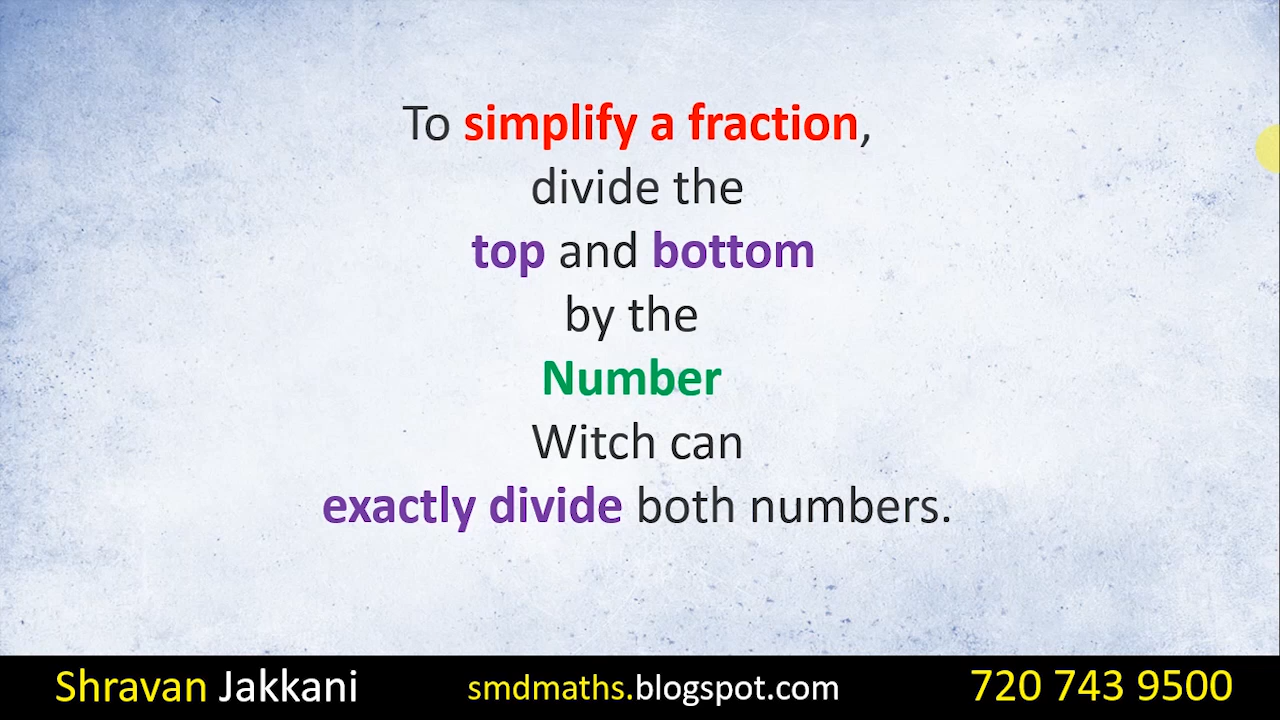 To simplify a fraction,
divide the
top and bottom
by the
Number
Witch can
exactly divide both numbers.
Shravan Jakkani smdmaths.blogspot.com 720 743 9500